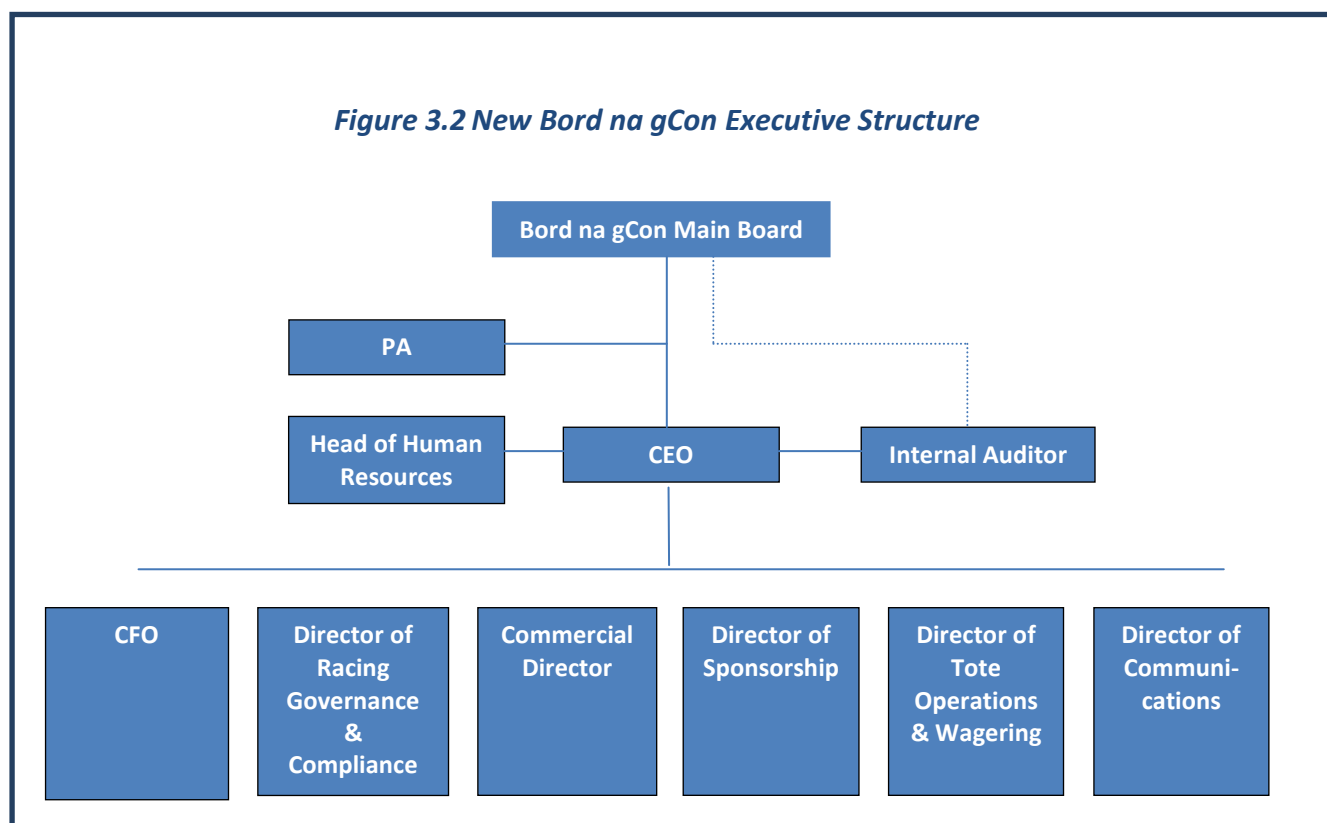 Figure 3.2 New Bord na gCon Executive Structure
Bord na gCon Main Board
PA
Head of Human
Resources
CEO
Internal Auditor
CFO
Director of
Racing
Governance
&
Compliance
Commercial
Director
Director of
Sponsorship
Director of
Tote
Operations
& Wagering
Director of
Communi-
cations